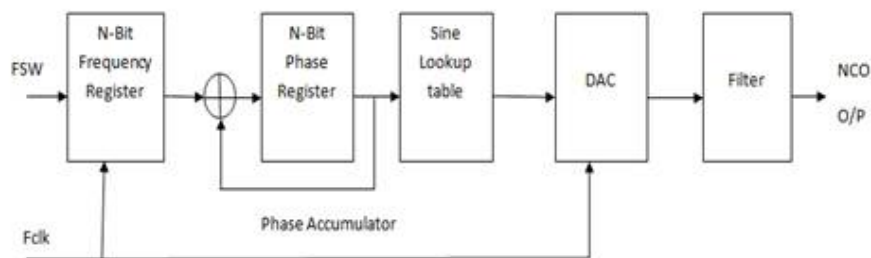 FSW
N-Bit
Frequency
Register
N-Bit
Phase
Register
Sine
Lookup
table
DAC
Filter
NCO
O/P
Phase Accumulator
Fclk